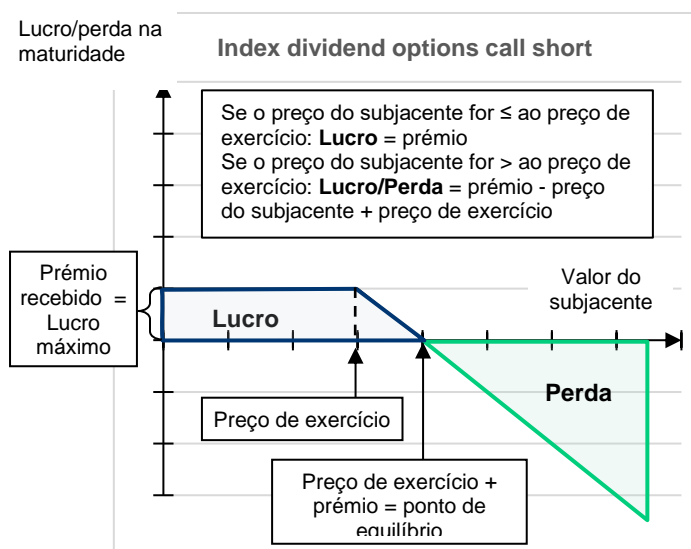 Lucro/perda na
maturidade
Index dividend options call short
Se o preço do subjacente for ≤ ao preço de
exercício: Lucro = prémio
Se o preço do subjacente for > ao preço de
exercício: Lucro/Perda = prémio - preço
do subjacente + preço de exercício
Prémio
recebido =
Lucro
máximo
Valor do
subjacente
Lucro
Perda
Preço de exercício
Preço de exercício +
prémio = ponto de
equilíbrio